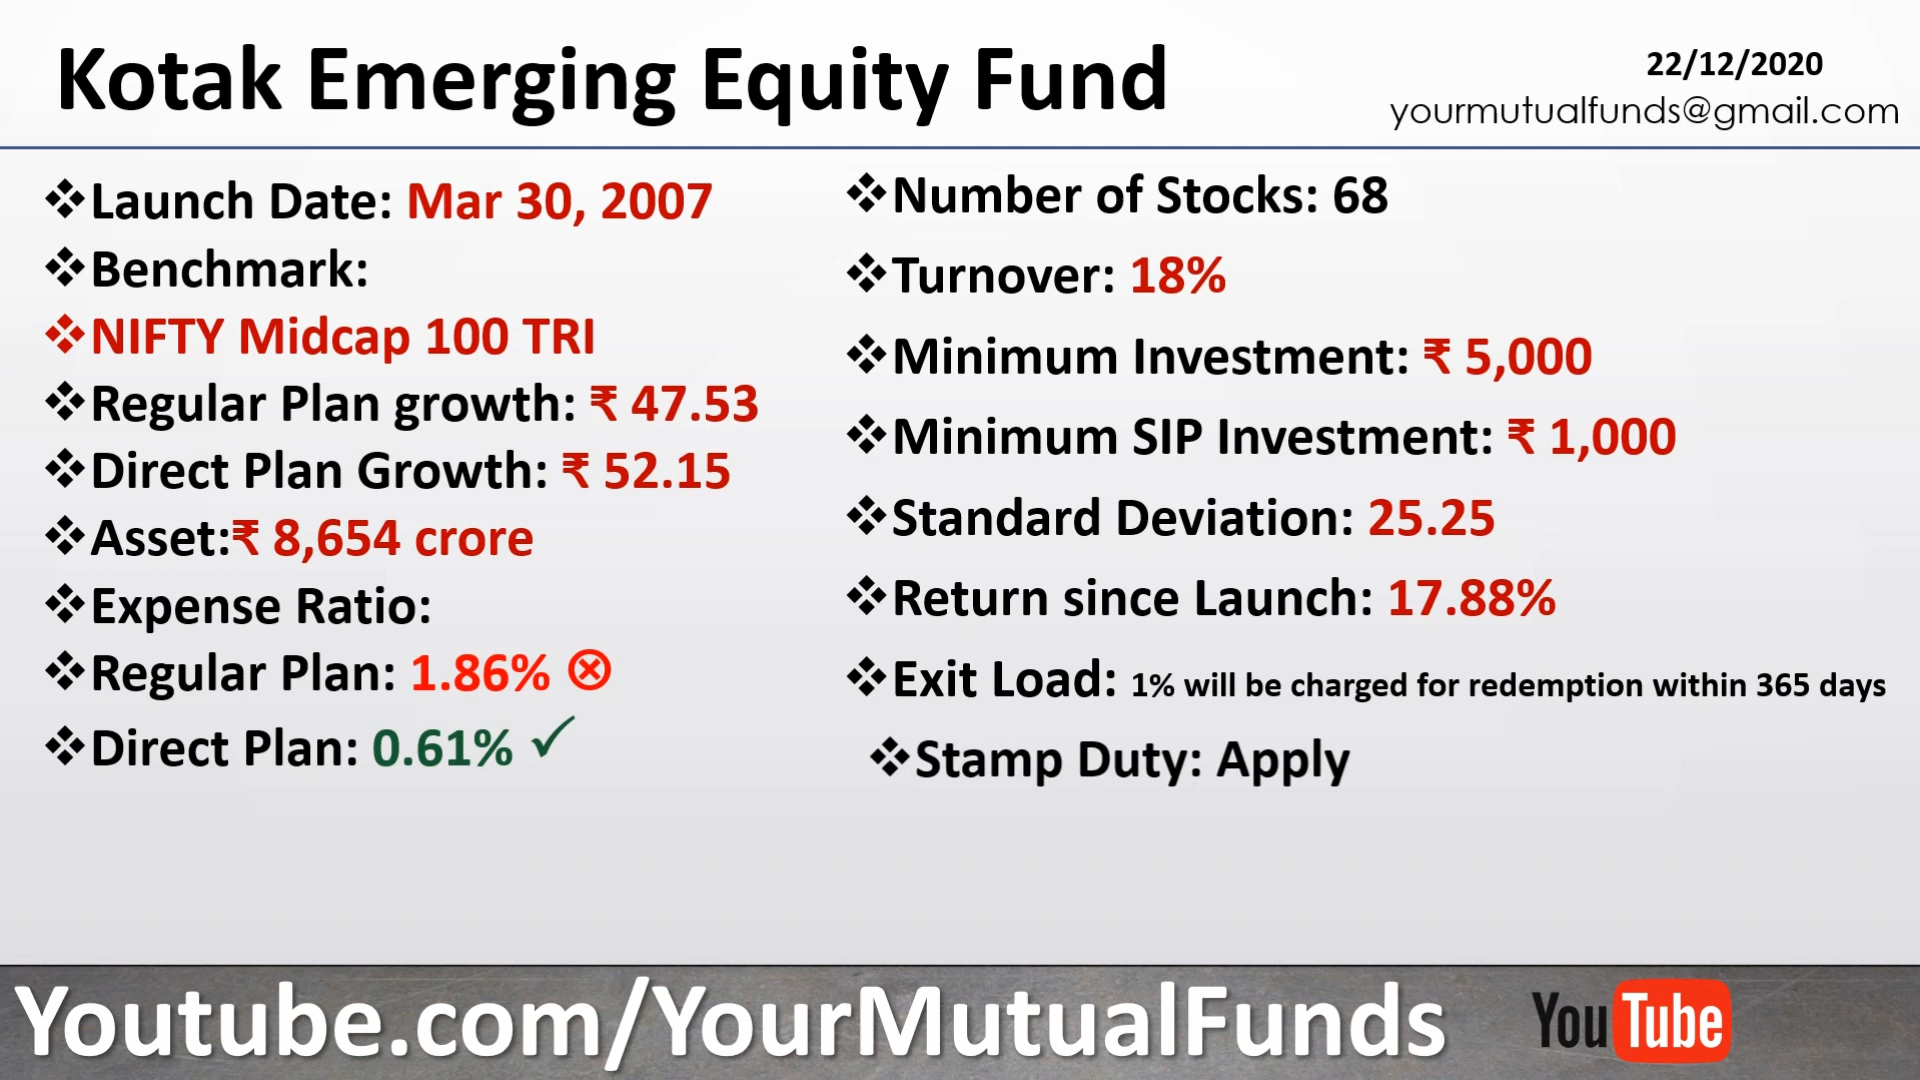 Kotak Emerging Equity Fund
22/12/2020
yourmutualfunds@gmail.com
❖Launch Date: Mar 30, 2007
❖Benchmark:
❖NIFTY Midcap 100 TRI
❖Regular Plan growth: ₹ 47.53
❖Direct Plan Growth: ₹ 52.15
❖Asset:₹ 8,654 crore
❖Expense Ratio:
❖Regular Plan: 1.86% ⊗
❖Direct Plan: 0.61% ✓
❖Number of Stocks: 68
❖Turnover: 18%
❖Minimum Investment: ₹ 5,000
❖Minimum SIP Investment: ₹ 1,000
❖Standard Deviation: 25.25
❖Return since Launch: 17.88%
❖Exit Load: 1% will be charged for redemption within 365 days
❖Stamp Duty: Apply
Youtube.com/YourMutualFunds
YouTube